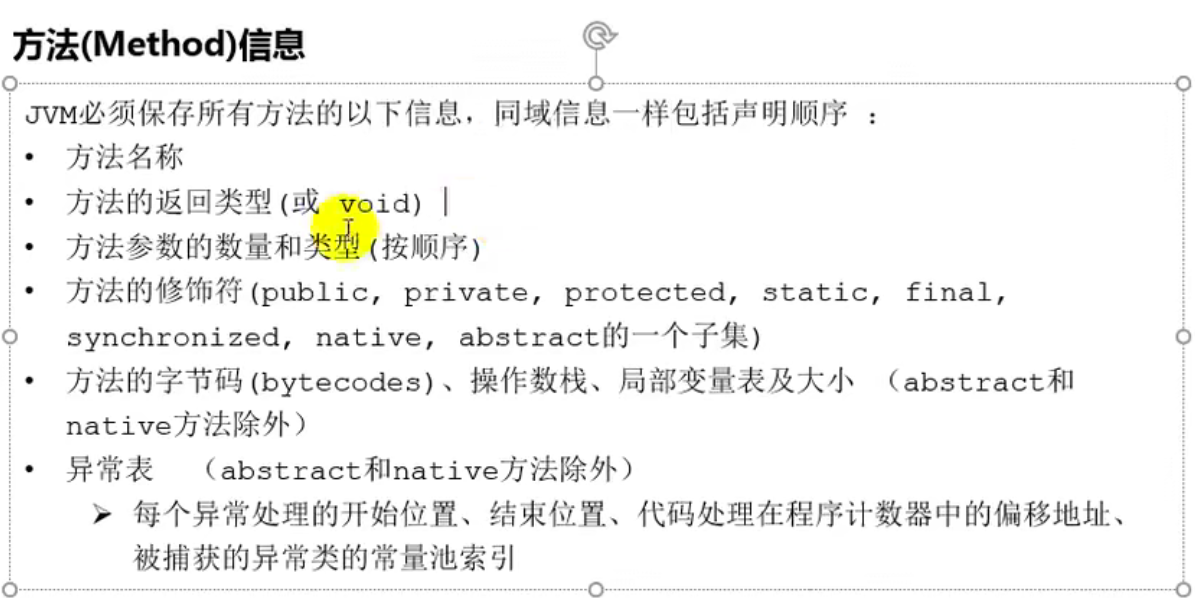 方法(Method)信息
JVM必须保存所有方法的以下信息，同域信息一样包括声明顺序 ：
• 方法名称
• 方法的返回类型(或 void)
• 方法参数的数量和类型(按顺序)
• 方法的修饰符(public, private, protected, static, final,
synchronized, native, abstract的一个子集)
• 方法的字节码(bytecodes)、操作数栈、局部变量表及大小 （abstract和
native方法除外）
• 异常表 （abstract和native方法除外）
➢ 每个异常处理的开始位置、结束位置、代码处理在程序计数器中的偏移地址、
被捕获的异常类的常量池索引